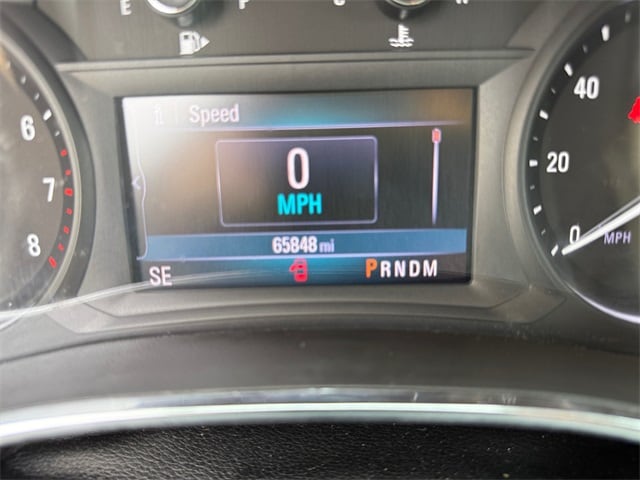 E F C H
Speed
0
MPH
65848 mi
SE PRNDM
6
7
8
40
20
0
MPH